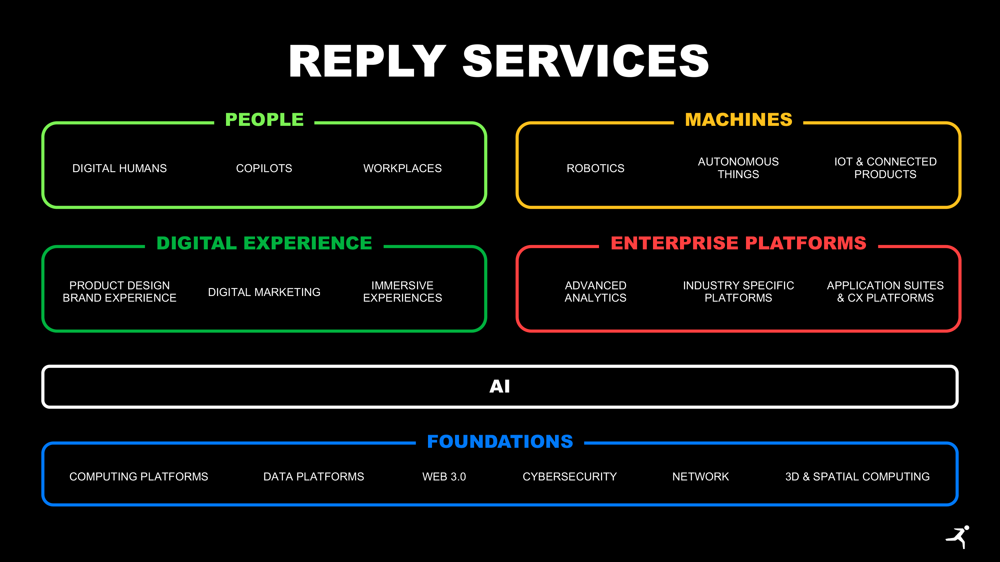 REPLY SERVICES
PEOPLE
DIGITAL HUMANS
COPILOTS
WORKPLACES
MACHINES
ROBOTICS
AUTONOMOUS
THINGS
IOT & CONNECTED
PRODUCTS
DIGITAL EXPERIENCE
PRODUCT DESIGN
BRAND EXPERIENCE
DIGITAL MARKETING
IMMERSIVE
EXPERIENCES
ENTERPRISE PLATFORMS
ADVANCED
ANALYTICS
INDUSTRY SPECIFIC
PLATFORMS
APPLICATION SUITES
& CX PLATFORMS
AI
FOUNDATIONS
COMPUTING PLATFORMS
DATA PLATFORMS
WEB 3.0
CYBERSECURITY
NETWORK
3D & SPATIAL COMPUTING